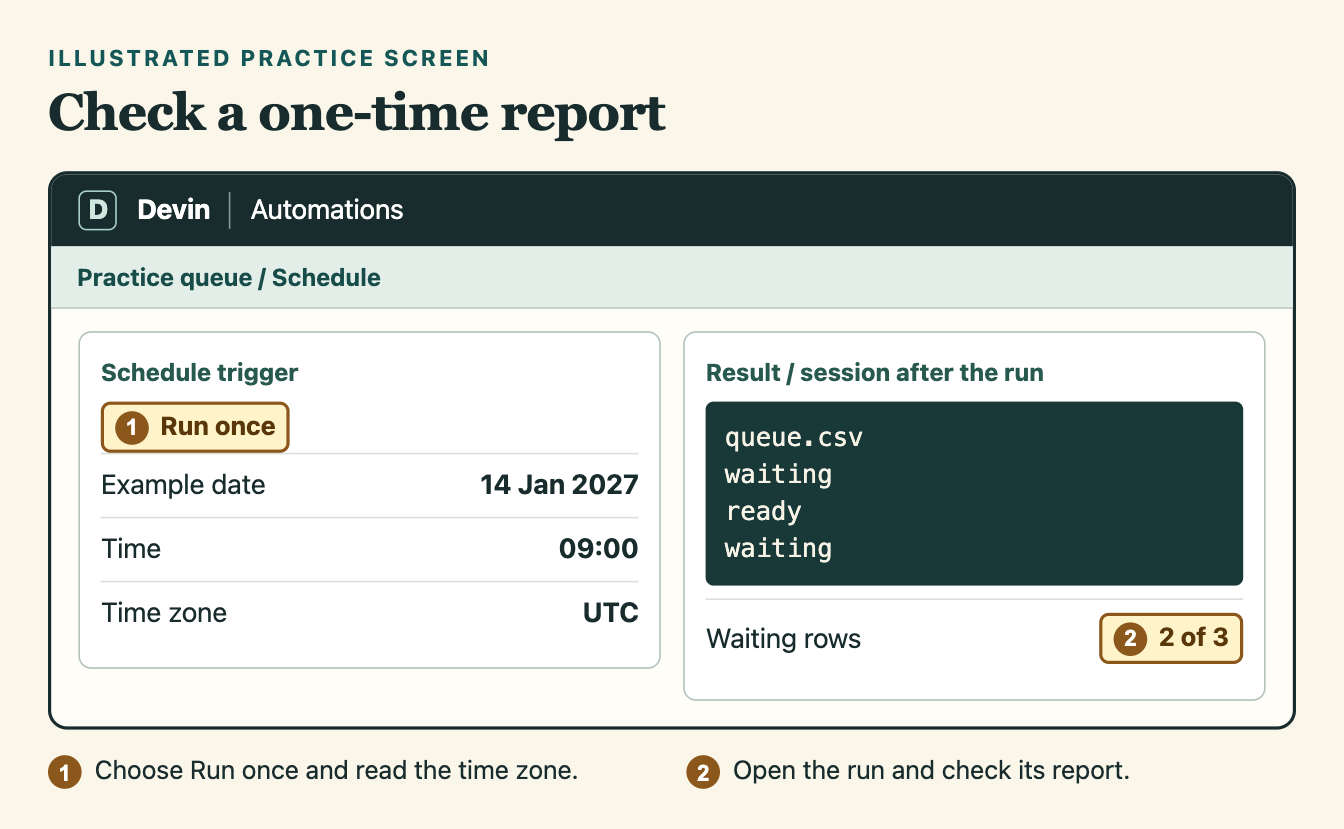 ILLUSTRATED PRACTICE SCREEN
Check a one-time report
D Devin Automations
Practice queue / Schedule
Schedule trigger
1 Run once
Example date 14 Jan 2027
Time 09:00
Time zone UTC
Result / session after the run
queue.csv
waiting
ready
waiting
Waiting rows 2 2 of 3
1 Choose Run once and read the time zone.
2 Open the run and check its report.